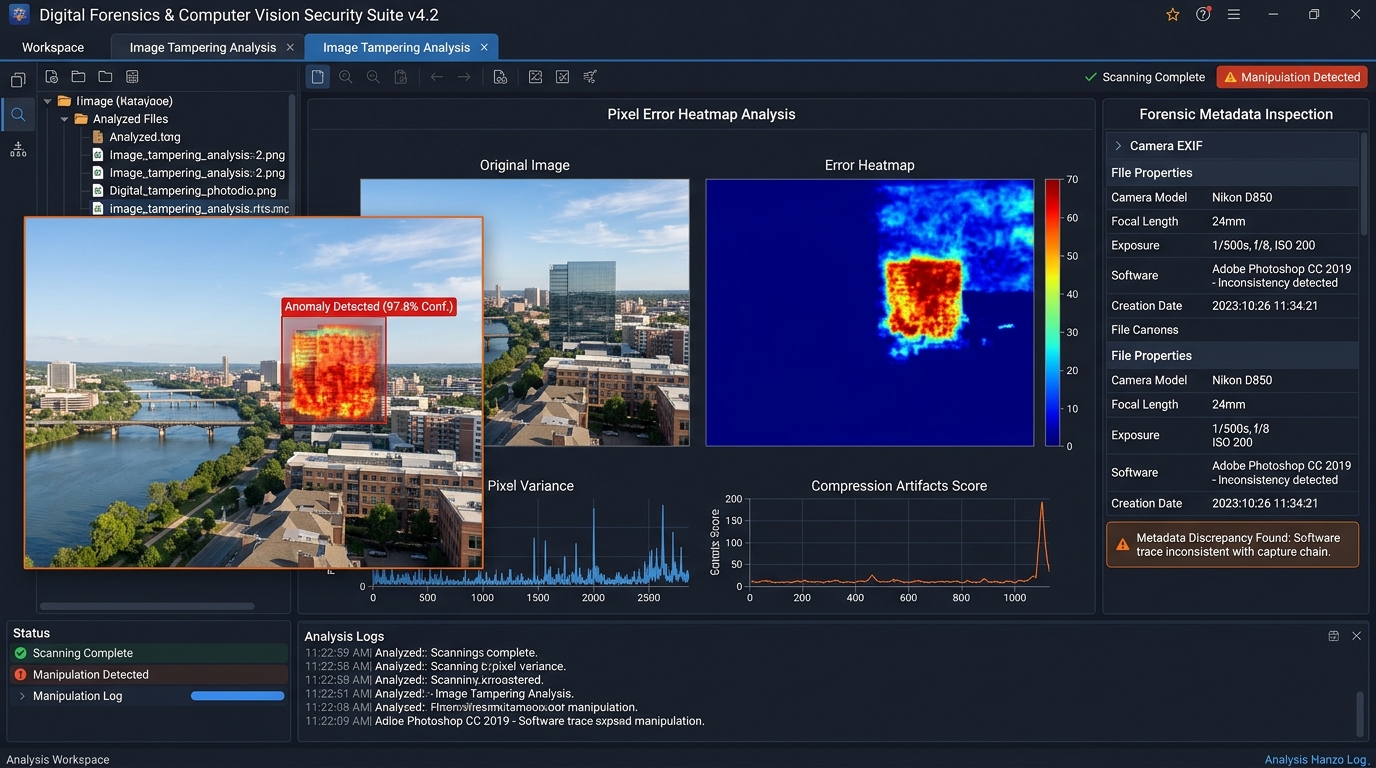 Digital Forensics & Computer Vision Security Suite v4.2
Workspace
Image Tampering Analysis
Image Tampering Analysis
Scanning Complete
Manipulation Detected
Analyzed Files
Image_tampering_analysis:-2.png
Image_tampering_analysis:-2.png
Digital_tampering_photodio.png
Pixel Error Heatmap Analysis
Original Image
Error Heatmap
70
60
50
40
30
20
10
0
Anomaly Detected (97.8% Conf.)
Pixel Variance
0
0
500
1000
1500
2000
2500
Compression Artifacts Score
200
150
100
50
0
0
200
400
600
800
1000
Forensic Metadata Inspection
Camera EXIF
File Properties
Camera Model Nikon D850
Focal Length 24mm
Exposure 1/500s, f/8, ISO 200
Software Adobe Photoshop CC 2019
- Inconsistency detected
Creation Date 2023:10:26 11:34:21
File
File Properties
Camera Model Nikon D850
Focal Length 24mm
Exposure 1/500s, f/8
ISO 200
Software Adobe Photoshop CC 2019
- Inconsistency detected
Creation Date 2023:10:26 11:34:21
Metadata Discrepancy Found: Software
trace inconsistent with capture chain.
Status
Scanning Complete
Manipulation Detected
Manipulation Log
Analysis Logs
11:22:59 AM| Analyzed:: Scannings complete.
11:22:58 AM| Analyzed:: Scanning pixel variance.
11:22:59 AM| Analyzed:: Scanniny
11:22:51 AM| Analyzed:- Image Tampering Analysis.
11:22:08 AM| Analyzed: manipulation.
11:22:09 AM| Adloe Photoshop CC 2019 - Software trace manipulation.
Analysis Workspace
Analysis Hanzo Log